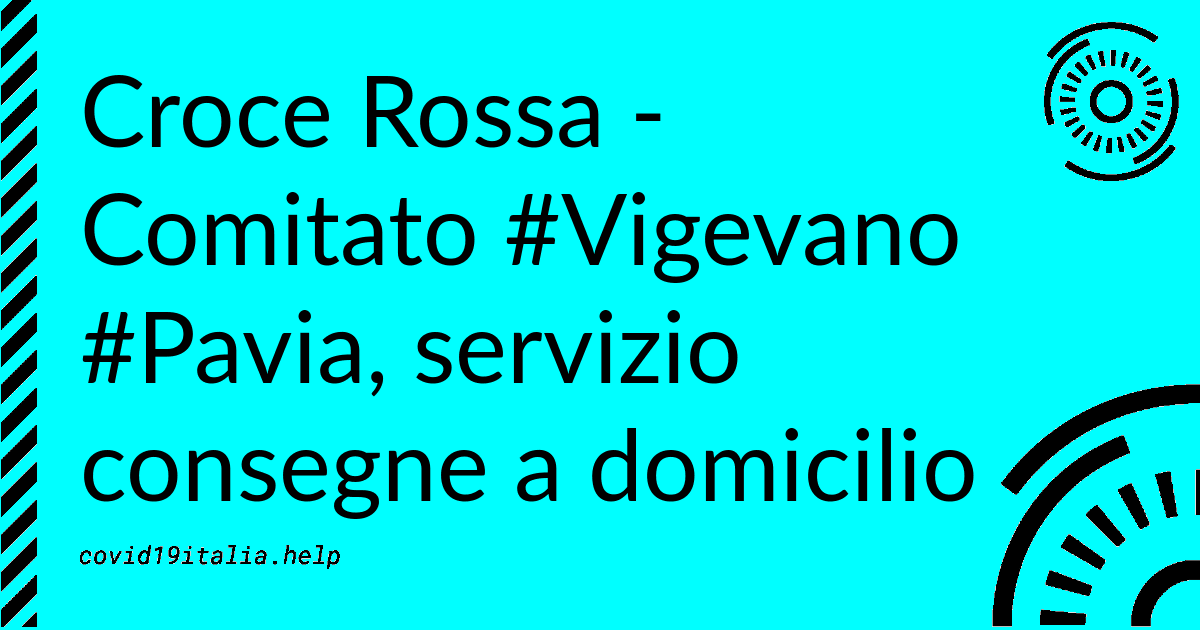 Croce Rossa -
Comitato #Vigevano
#Pavia, servizio
consegne a domicilio
covid19italia.help